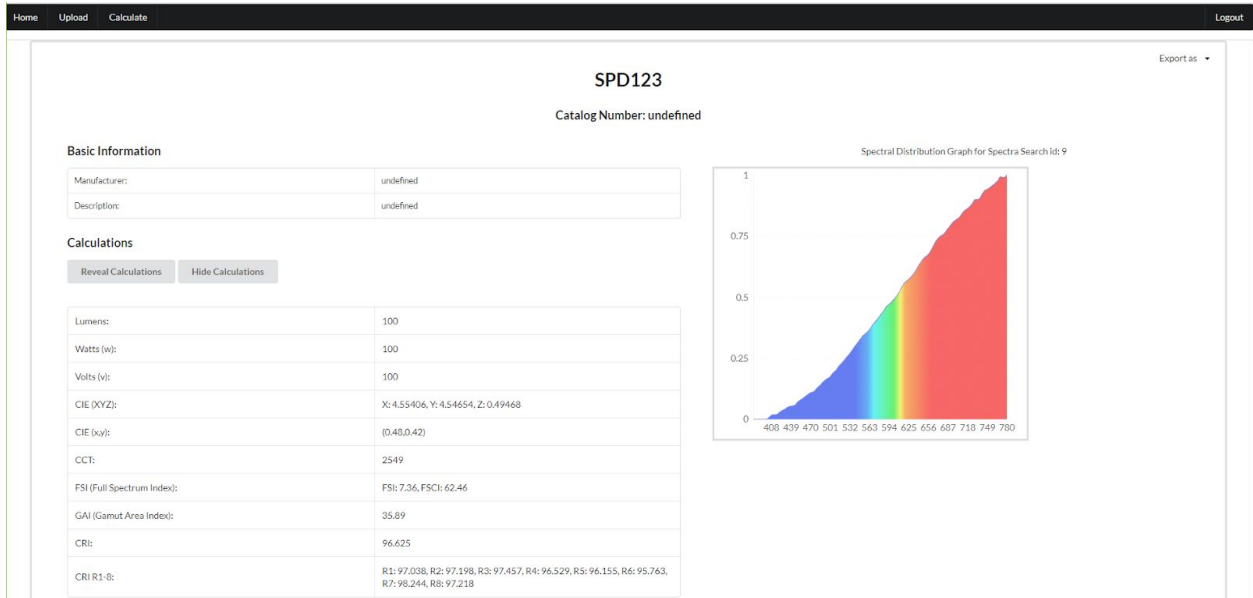 Home Upload Calculate Logout
Export as
SPD123
Catalog Number: undefined
Basic Information
Manufacturer: undefined
Description: undefined
Calculations
Reveal Calculations Hide Calculations
Lumens: 100
Watts (w): 100
Volts (v): 100
CIE (XYZ): X: 4.55406, Y: 4.54654, Z: 0.49468
CIE (x,y): (0.48,0.42)
CCT: 2549
FSI (Full Spectrum Index): FSI: 7.36, FSCI: 62.46
GAI (Gamut Area Index): 35.89
CRI: 96.625
CRI R1-8: R1: 97.038, R2: 97.198, R3: 97.457, R4: 96.529, R5: 96.155, R6: 95.763,
R7: 98.244, R8: 97.218
Spectral Distribution Graph for Spectra Search id: 9
1
0.75
0.5
0.25
0
408 439 470 501 532 563 594 625 656 687 718 749 780